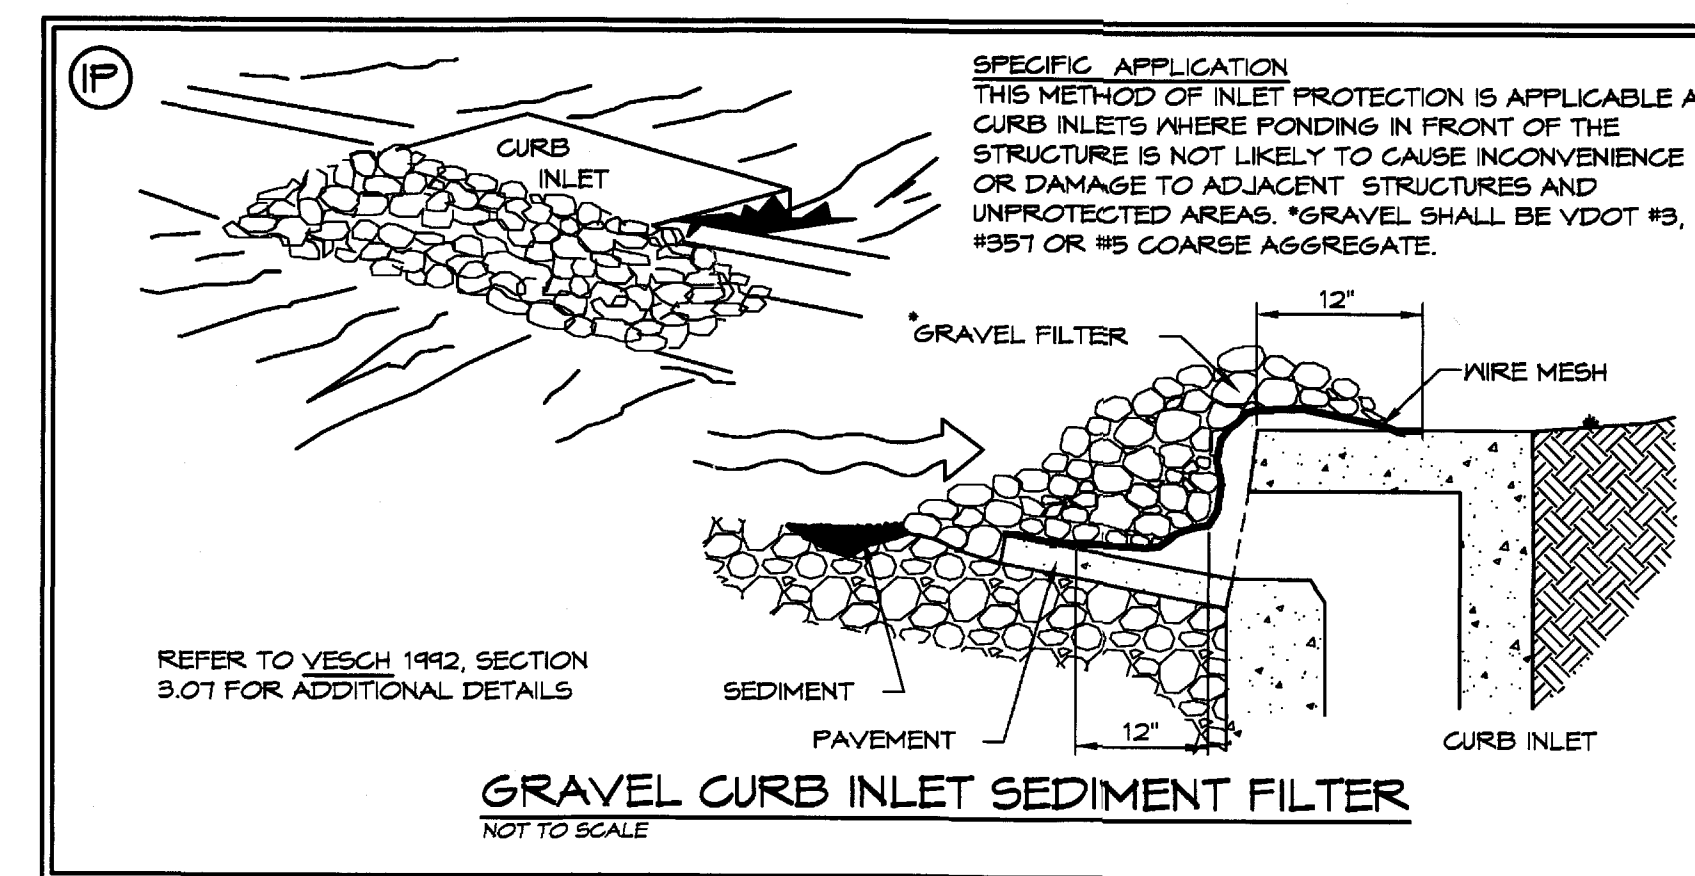 IP
CURB
INLET
SPECIFIC APPLICATION
THIS METHOD OF INLET PROTECTION IS APPLICABLE A
CURB INLETS WHERE PONDING IN FRONT OF THE
STRUCTURE IS NOT LIKELY TO CAUSE INCONVENIENCE
OR DAMAGE TO ADJACENT STRUCTURES AND
UNPROTECTED AREAS. *GRAVEL SHALL BE VDOT #3,
#357 OR #5 COARSE AGGREGATE.
12"
*GRAVEL FILTER
WIRE MESH
*
REFER TO VESCH 1992, SECTION
3.07 FOR ADDITIONAL DETAILS
SEDIMENT
PAVEMENT
12"
CURB INLET
GRAVEL CURB INLET SEDIMENT FILTER
NOT TO SCALE